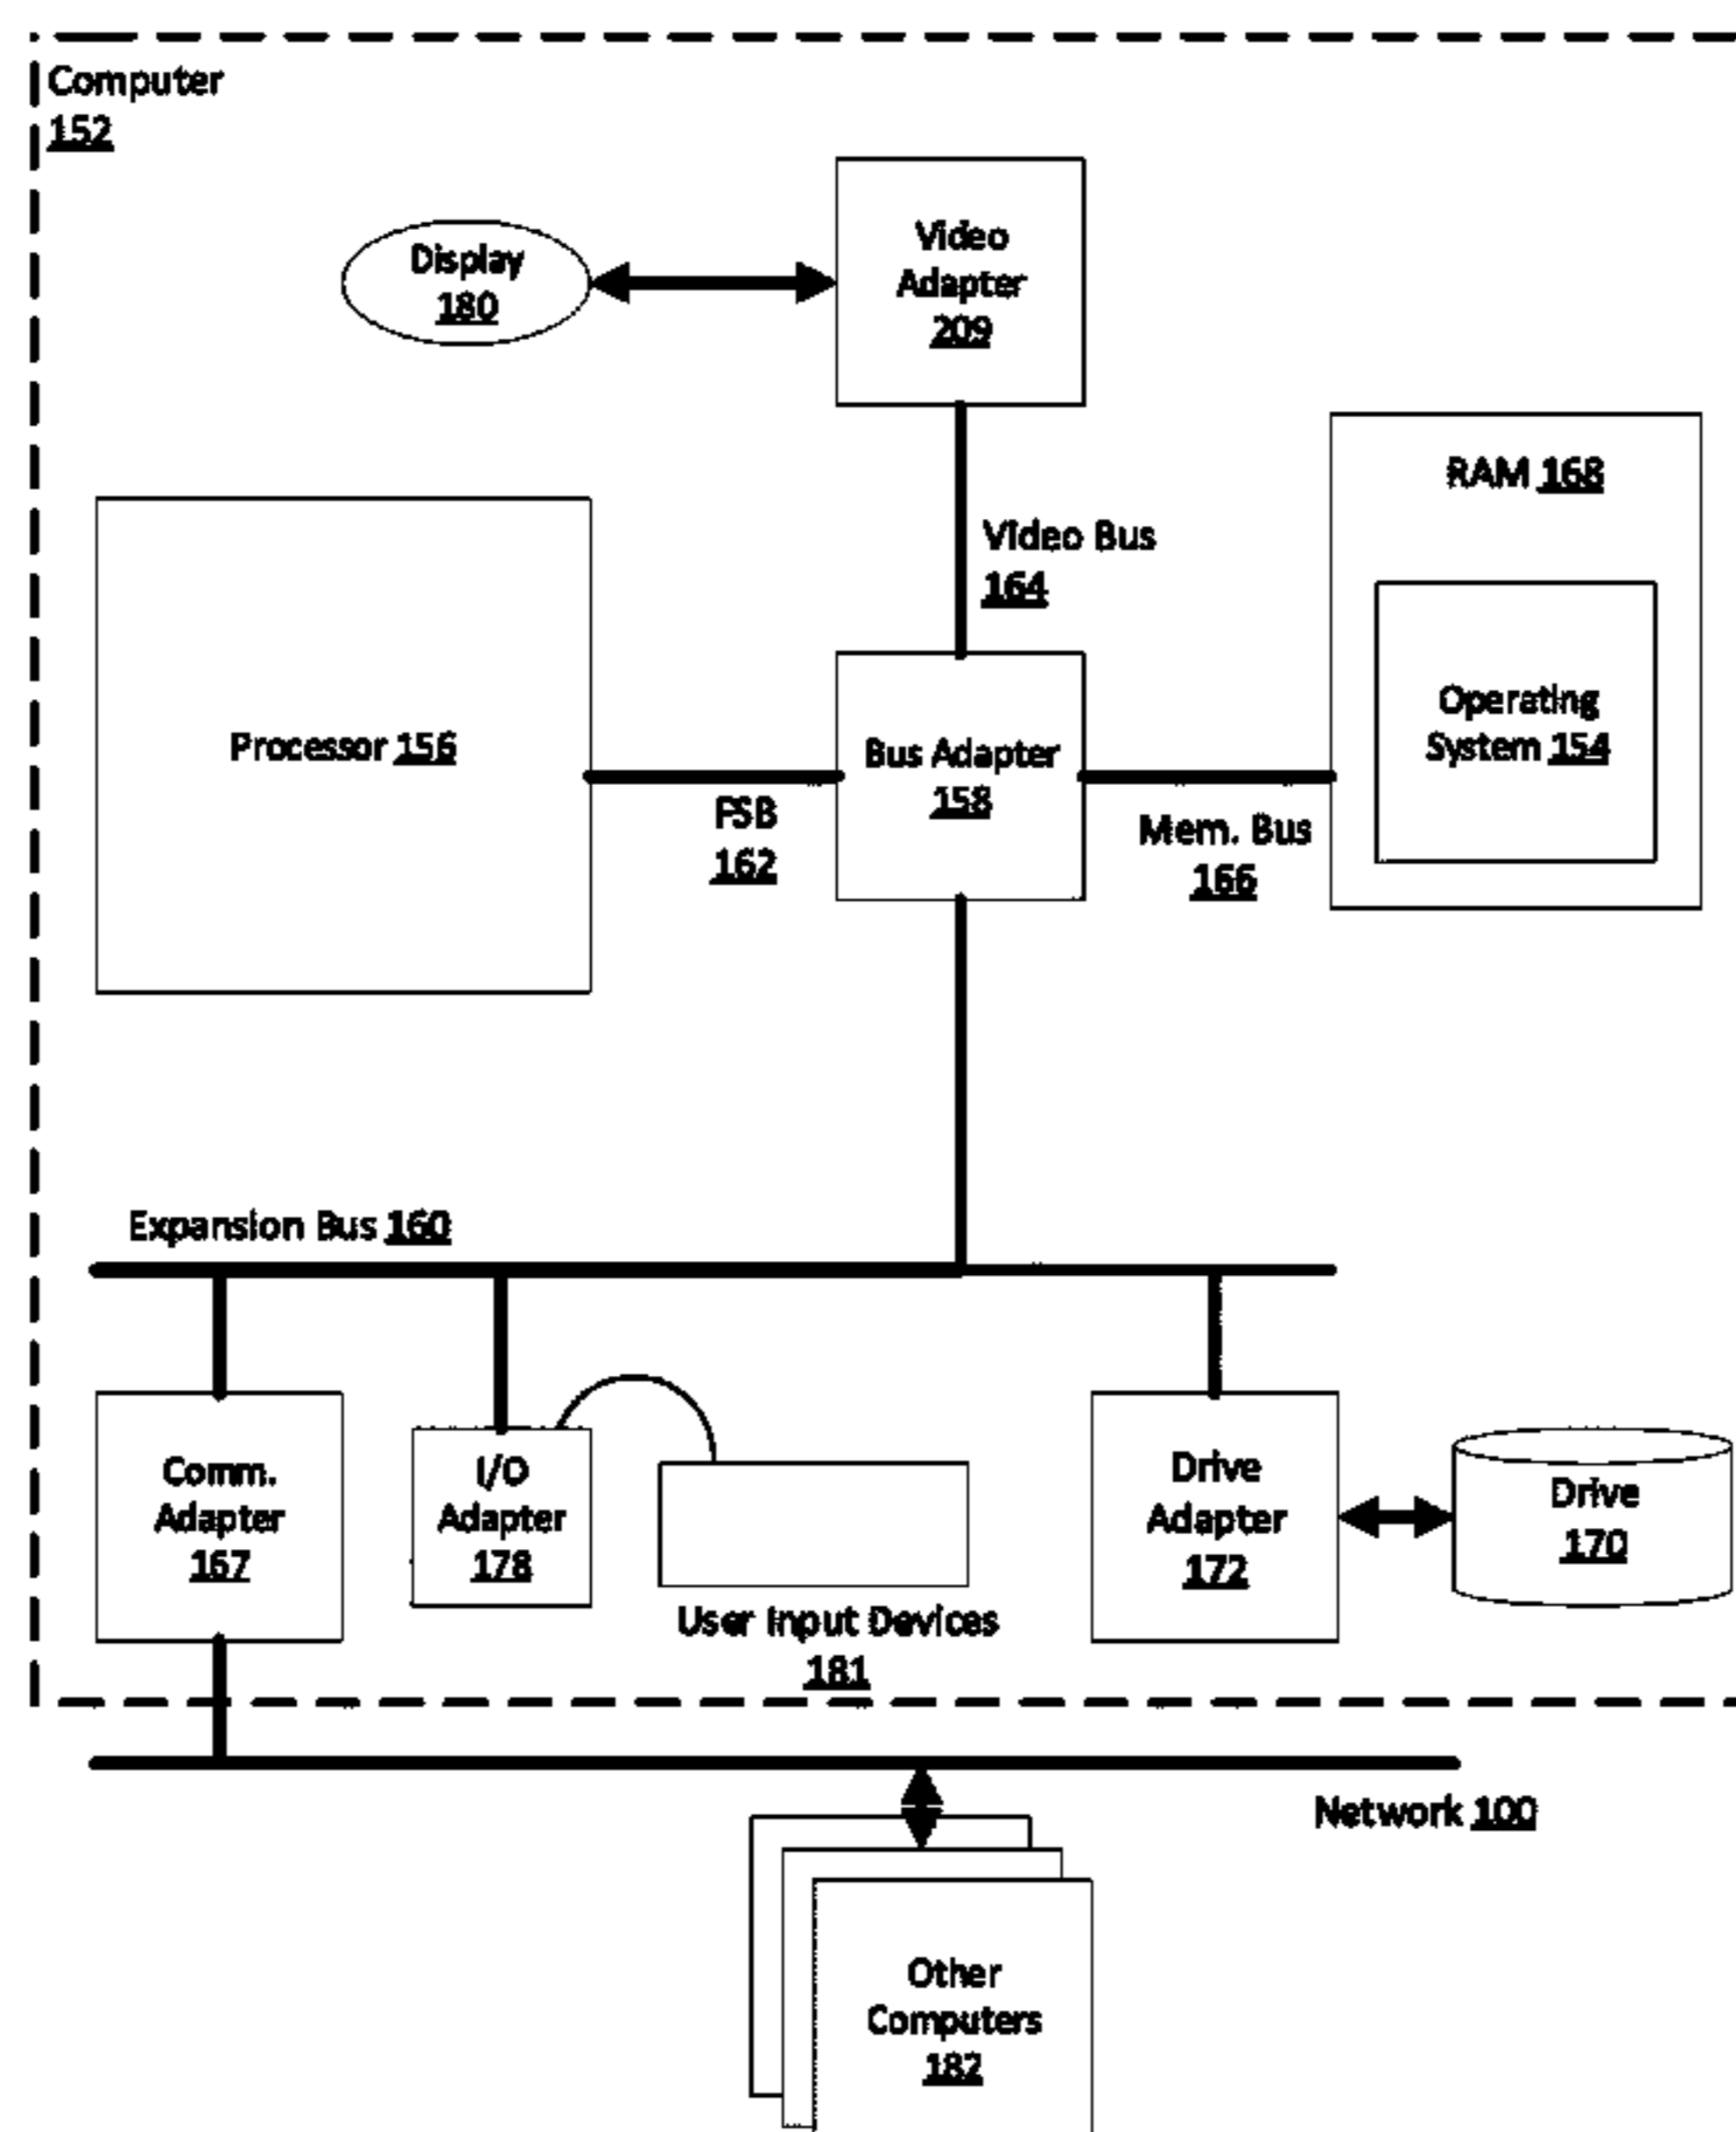 Computer
152
Video
Adapter
209
Display
180
RAM 168
Video Bus
164
Operating
System 154
Processor 156
Bus Adapter
158
FSB
162
Mem. Bus
166
Expansion Bus 160
Comm.
Adapter
167
I/O
Adapter
178
Drive
Adapter
172
Drive
170
User Input Devices
181
Network 100
Other
Computers
182